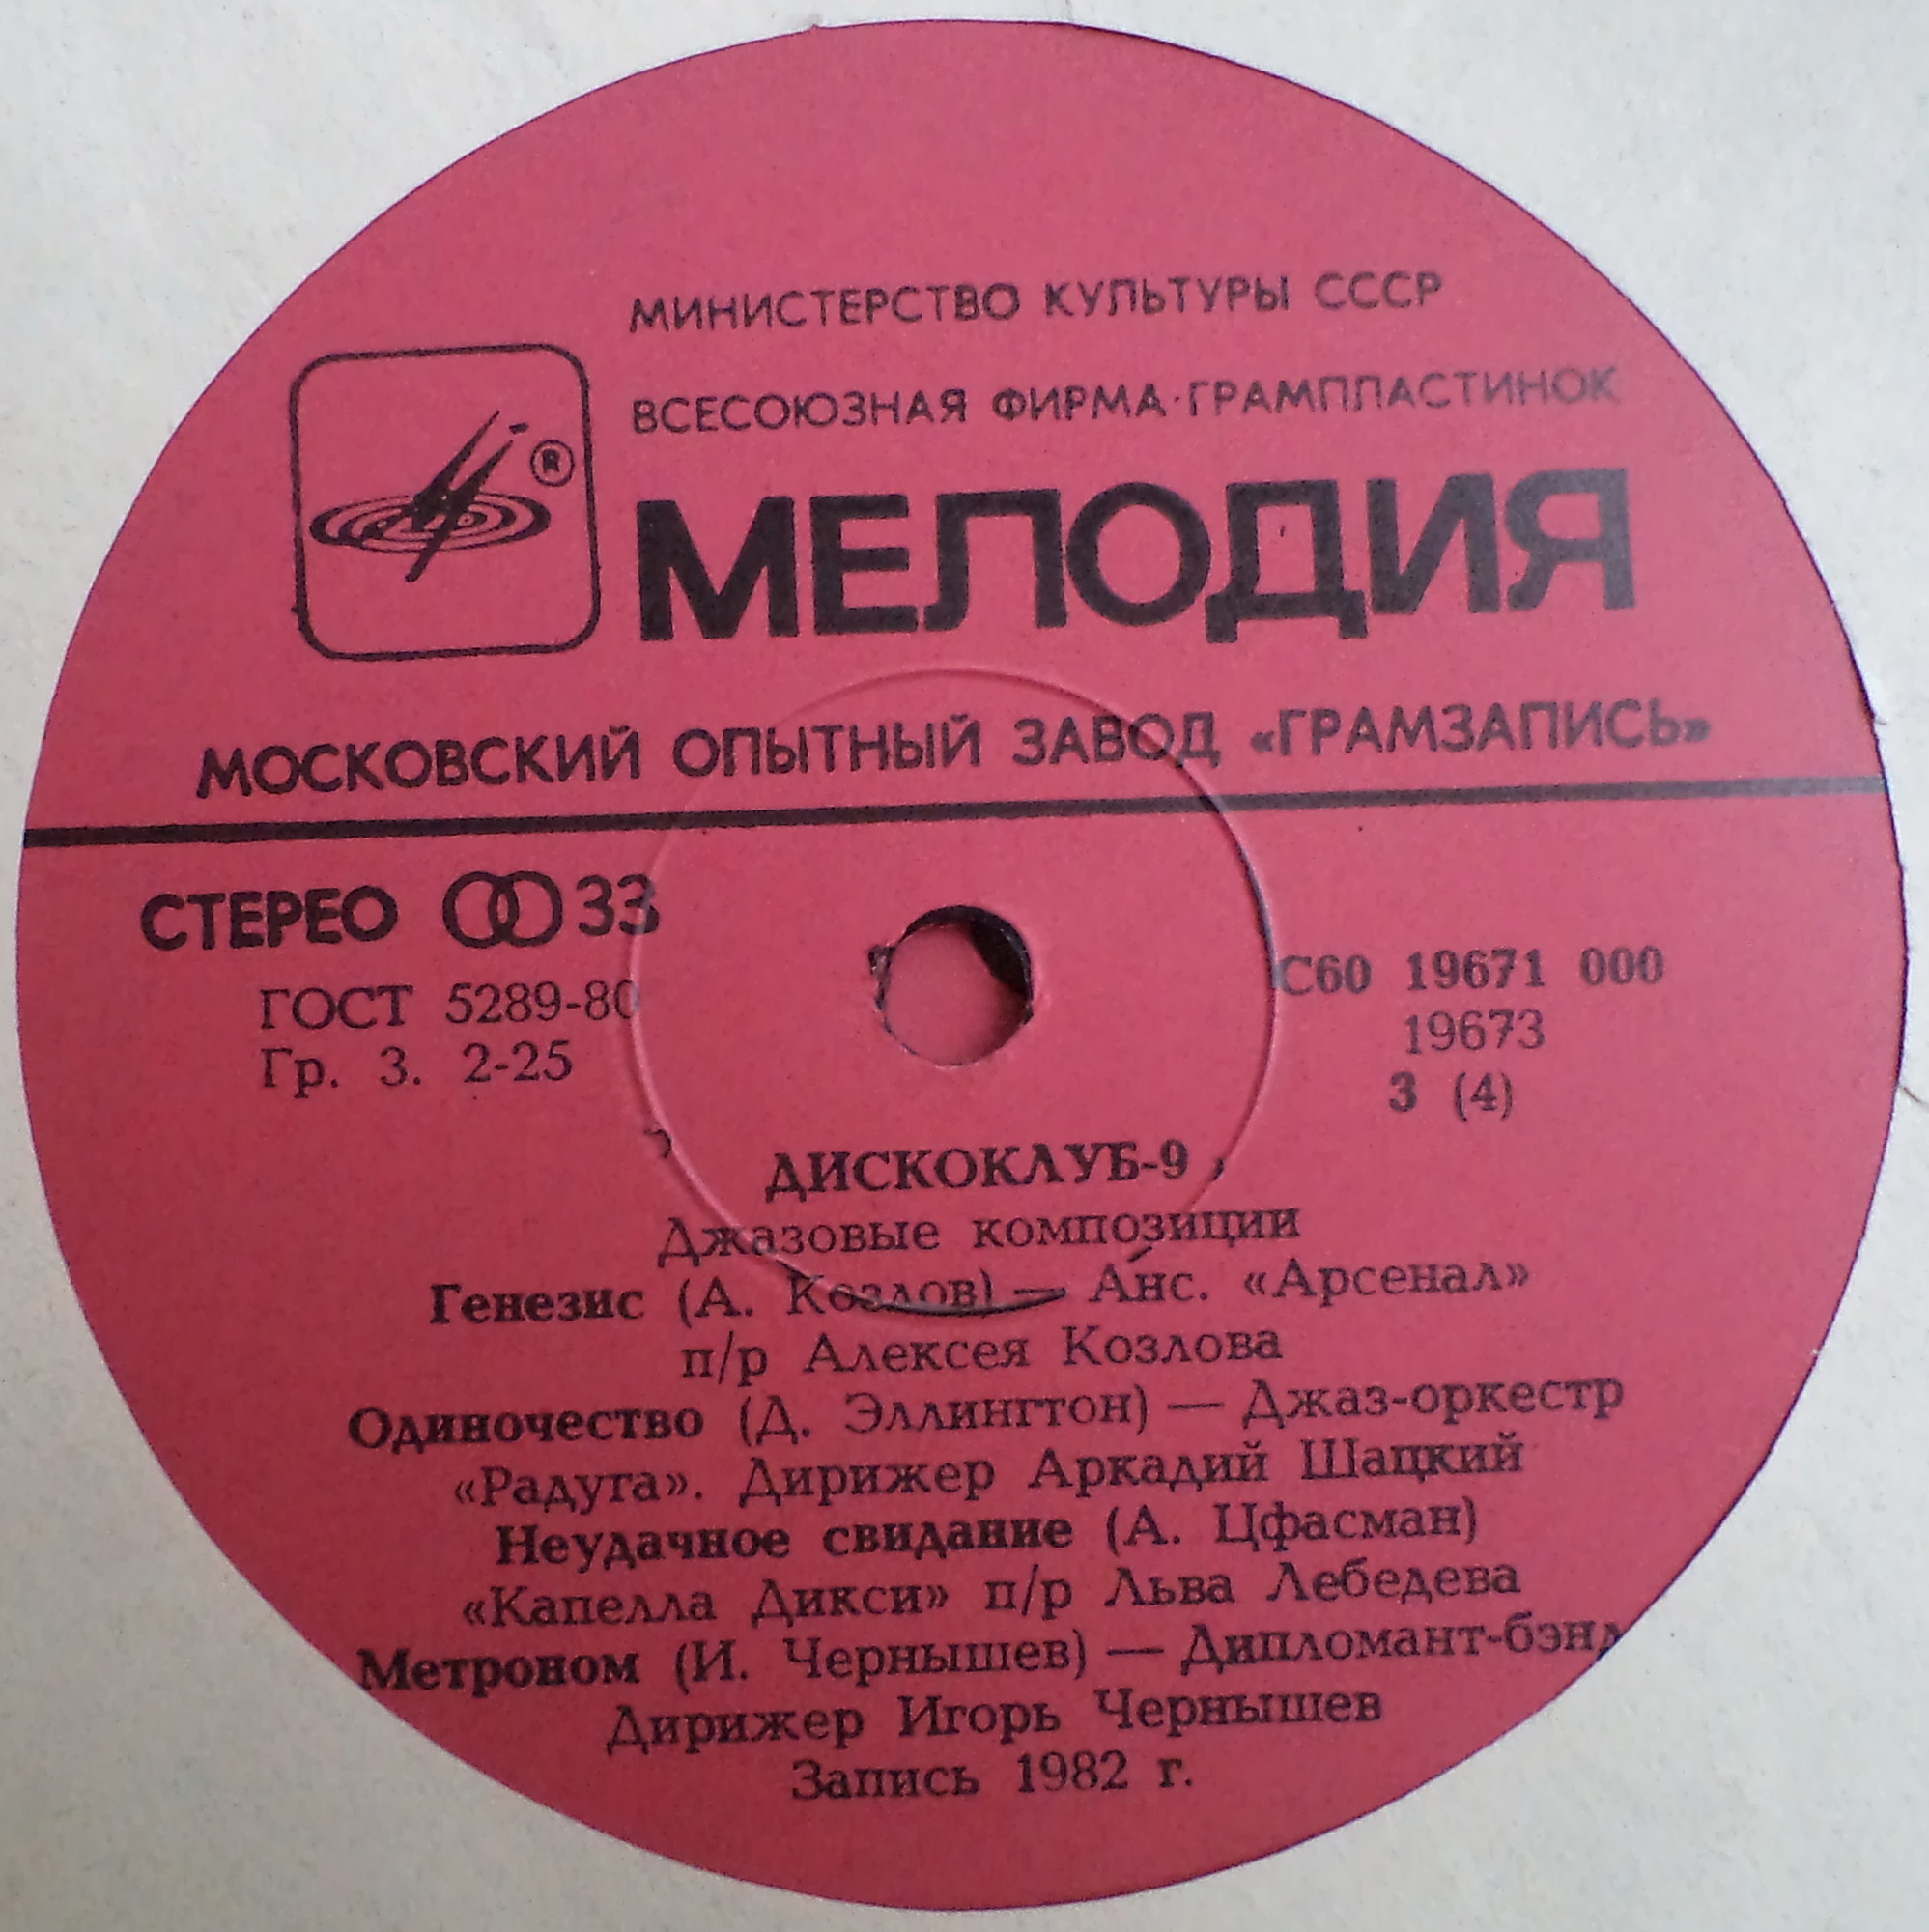 МИНИСТЕРСТВО КУЛЬТУРЫ СССР
ВСЕСОЮЗНАЯ ФИРМА·ГРАМПЛАСТИНОК
®
МЕЛОДИЯ
МОСКОВСКИЙ ОПЫТНЫЙ ЗАВОД «ГРАМЗАПИСЬ»
СТЕРЕО 33
ГОСТ 5289-80
Гр. 3. 2-25
С60 19671 000
19673
3 (4)
ДИСКОКЛУБ-9
Джазовые композиции
Генезис (А. Козлов) — Анс. «Арсенал»
п/р Алексея Козлова
Одиночество (Д. Эллингтон) — Джаз-оркестр
«Радуга». Дирижер Аркадий Шацкий
Неудачное свидание (А. Цфасман)
«Капелла Дикси» п/р Льва Лебедева
Метроном (И. Чернышев) — Дипломант-бэнд
Дирижер Игорь Чернышев
Запись 1982 г.